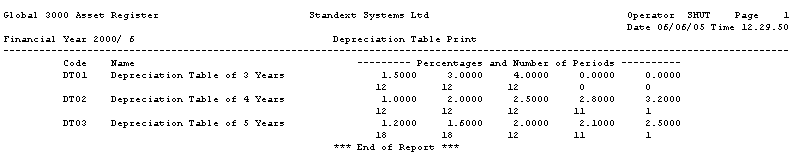 Global 3000 Asset Register Standext Systems Ltd Operator SHUT Page 1
Date 06/06/05 Time 12.29.50
Financial Year 2000/ 6 Depreciation Table Print
Code Name --------- Percentages and Number of Periods ----------
DT01 Depreciation Table of 3 Years 1.5000 3.0000 4.0000 0.0000 0.0000
12 12 12 0 0
DT02 Depreciation Table of 4 Years 1.0000 2.0000 2.5000 2.8000 3.2000
12 12 12 11 1
DT03 Depreciation Table of 5 Years 1.2000 1.6000 2.0000 2.1000 2.5000
18 18 12 11 1
*** End of Report ***